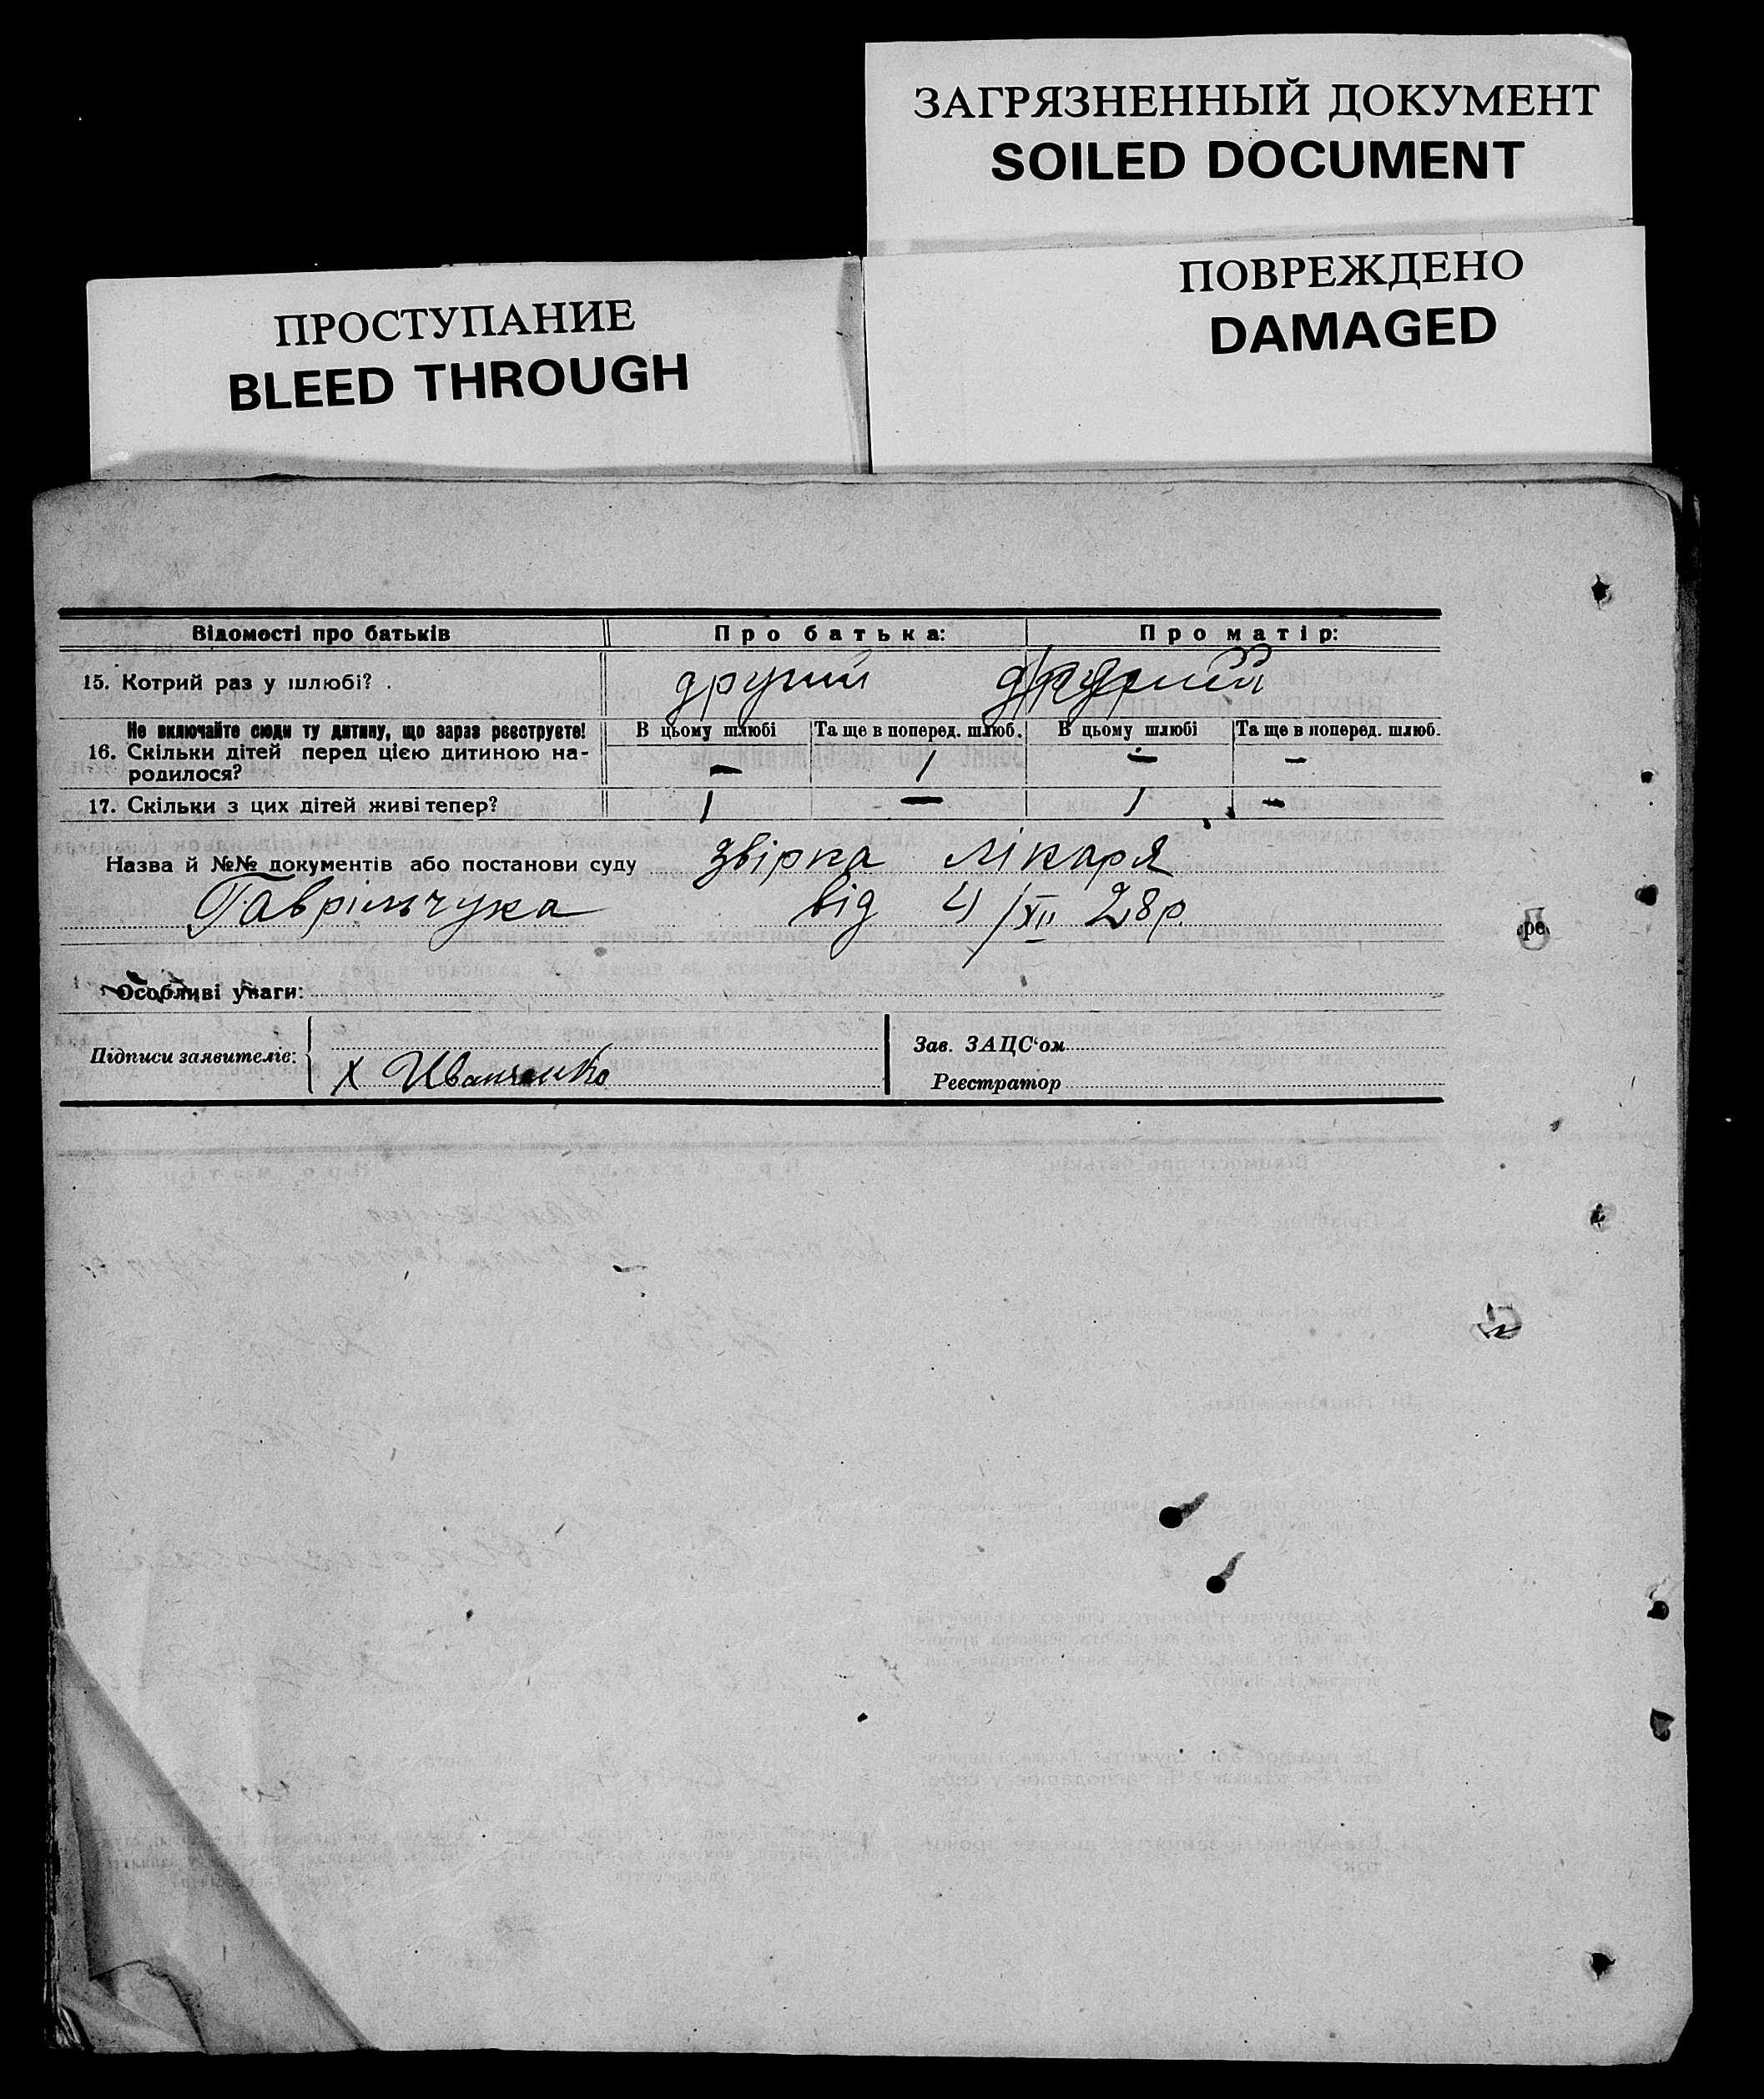 ЗАГРЯЗНЕННЫЙ ДОКУМЕНТ
SOILED DOCUMENT
ПОВРЕЖДЕНО
DAMAGED
ПРОСТУПАНИЕ
BLEED THROUGH
Відомості про батьків Про батька: Про матір:
15. Котрий раз у шлюбі? . другий другий
Не включайте сюди ту дитину, що зараз реєструєте! В цьому шлюбі Та ще в поперед. шлюб. В цьому шлюбі Та ще в поперед. шлюб.
16. Скільки дітей перед цією дитиною на-
родилося? — 1 — —
17. Скільки з цих дітей живі тепер? 1 — 1 —
Назва й №№ документів або постанови суду звірка лікаря
від 4/XII 28р.
Особливі уваги:
Підписи заявителів: Зав. ЗАЦС'ом
х Иванченко Реєстратор